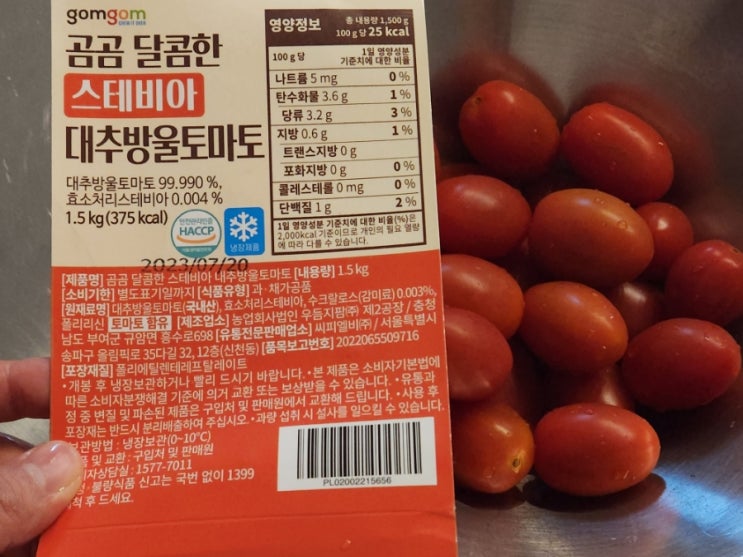 gomgom
곰곰 달콤한
스테비아
대추방울토마토
대추방울토마토 99.990 %,
효소처리스테비아 0.004 %
1.5 kg (375 kcal)
HACCP
냉장제품
2023/07/20
영양정보
총 내용량 1,500 g
100 g 당 25 kcal
100 g 당
1일 영양성분
기준치에 대한 비율
나트륨 5 mg 0 %
탄수화물 3.6 g 1 %
당류 3.2 g 3 %
지방 0.6 g 1 %
트랜스지방 0 g
포화지방 0 g 0 %
콜레스테롤 0 mg 0 %
단백질 1 g 2 %
1일 영양성분 기준치에 대한 비율(%)은
2,000kcal 기준이므로 개인의 필요 열량
에 따라 다를 수 있습니다.
[제품명] 곰곰 달콤한 스테비아 대추방울토마토 [내용량] 1.5 kg
[소비기한] 별도표기일까지 [식품유형] 과·채가공품
[원재료명] 대추방울토마토(국내산), 효소처리스테비아, 수크랄로스(감미료) 0.003%,
폴리리신 토마토 함유 [제조업소] 농업회사법인 우듬지팜㈜ 제2공장 / 충청
남도 부여군 규암면 흥수로698 [유통전문판매업소] 씨피엘비㈜ / 서울특별시
송파구 올림픽로 35다길 32, 12층(신천동) [품목보고번호] 2022065509716
[포장재질] 폴리에틸렌테레프탈레이트
•개봉 후 냉장보관하거나 빨리 드시기 바랍니다. •본 제품은 소비자기본법에
따른 소비자분쟁해결 기준에 의거 교환 또는 보상받을 수 있습니다. •유통과
정 중 변질 및 파손된 제품은 구입처 및 판매원에서 교환해 드립니다. •사용 후
포장재는 반드시 분리배출하여 주십시오. •과량 섭취 시 설사를 일으킬 수 있습니다.
보관방법 : 냉장보관(0~10℃)
및 교환 : 구입처 및 판매원
상담실 : 1577-7011
불량식품 신고는 국번 없이 1399
후 드세요.
PL02002215656